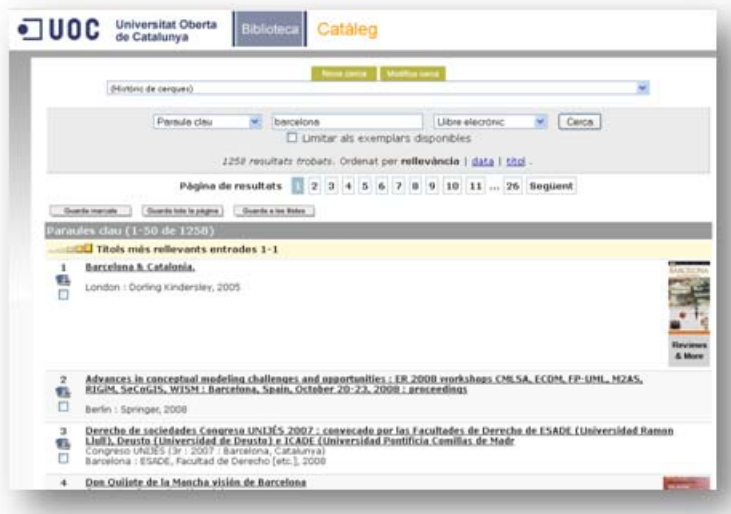 UOC Universitat Oberta
de Catalunya
Biblioteca
Catàleg
Nova cerca Modifica cerca
(Històric de cerques)
Paraula clau barcelona Llibre elecrònic Cerca
Limitar als exemplars disponibles
1258 resultats trobats. Ordenat per rellevància | data | títol .
Pàgina de resultats 1 2 3 4 5 6 7 8 9 10 11 ... 26 Següent
Guarda marcats Guarda tota la pàgina Guarda a les llistes
Paraules clau (1-50 de 1258)
Títols més rellevants entrades 1-1
1 Barcelona & Catalonia.
London : Dorling Kindersley, 2005
BARCELONA
Reviews
& More
2 Advances in conceptual modeling challenges and opportunities : ER 2008 workshops CMLSA, ECDM, FP-UML, M2AS,
RIGiM, SeCoGIS, WISM : Barcelona, Spain, October 20-23, 2008 : proceedings
Berlin : Springer, 2008
3 Derecho de sociedades Congreso UNIJÉS 2007 : convocado por las Facultades de Derecho de ESADE (Universidad Ramon
Llull), Deusto (Universidad de Deusto) e ICADE (Universidad Pontificia Comillas de Madr
Congreso UNIJES (3r : 2007 : Barcelona, Catalunya)
Barcelona : ESADE, Facultad de Derecho [etc.], 2008
4 Don Quijote de la Mancha visión de Barcelona